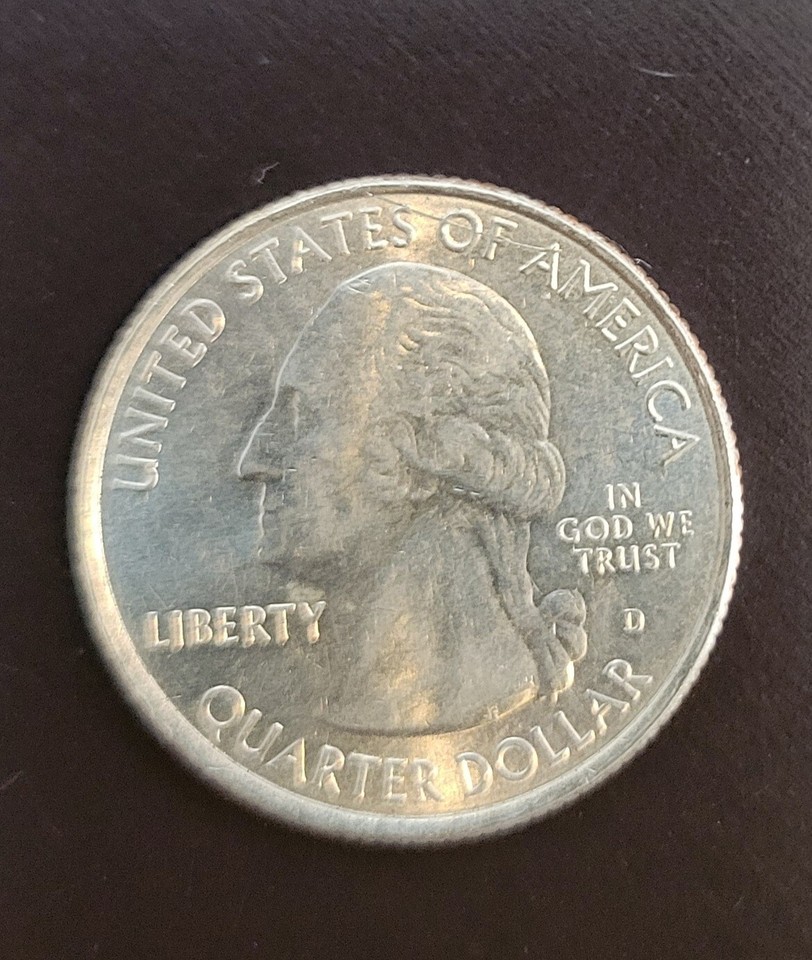 UNITED STATES OF AMERICA
IN
GOD WE
TRUST
LIBERTY
D
QUARTER DOLLAR